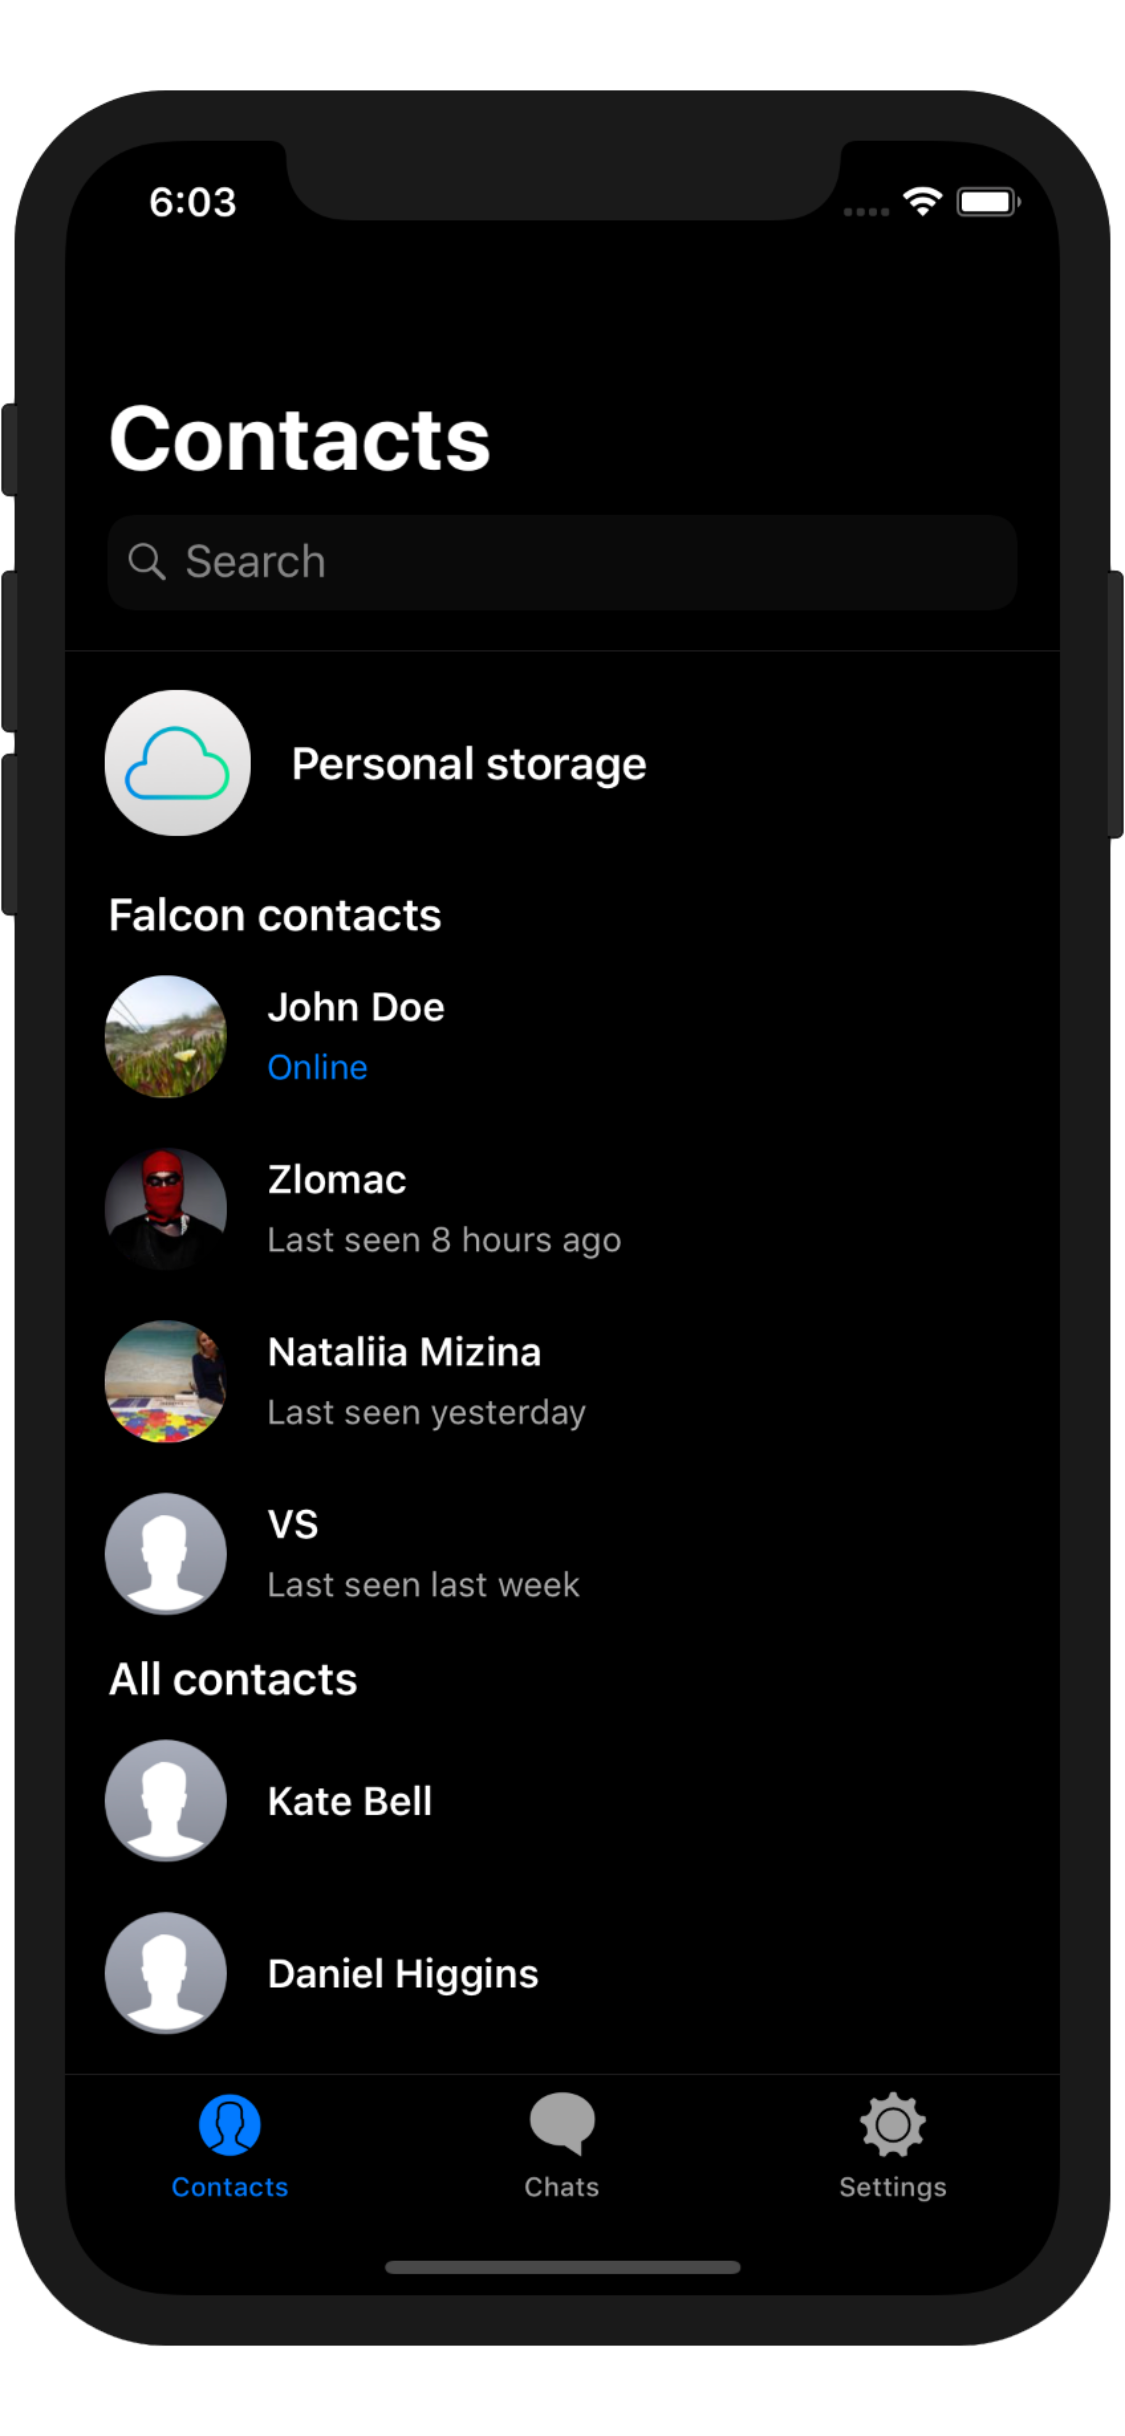 6:03
Contacts
Search
Personal storage
Falcon contacts
John Doe
Online
Zlomac
Last seen 8 hours ago
Nataliia Mizina
Last seen yesterday
VS
Last seen last week
All contacts
Kate Bell
Daniel Higgins
Contacts
Chats
Settings